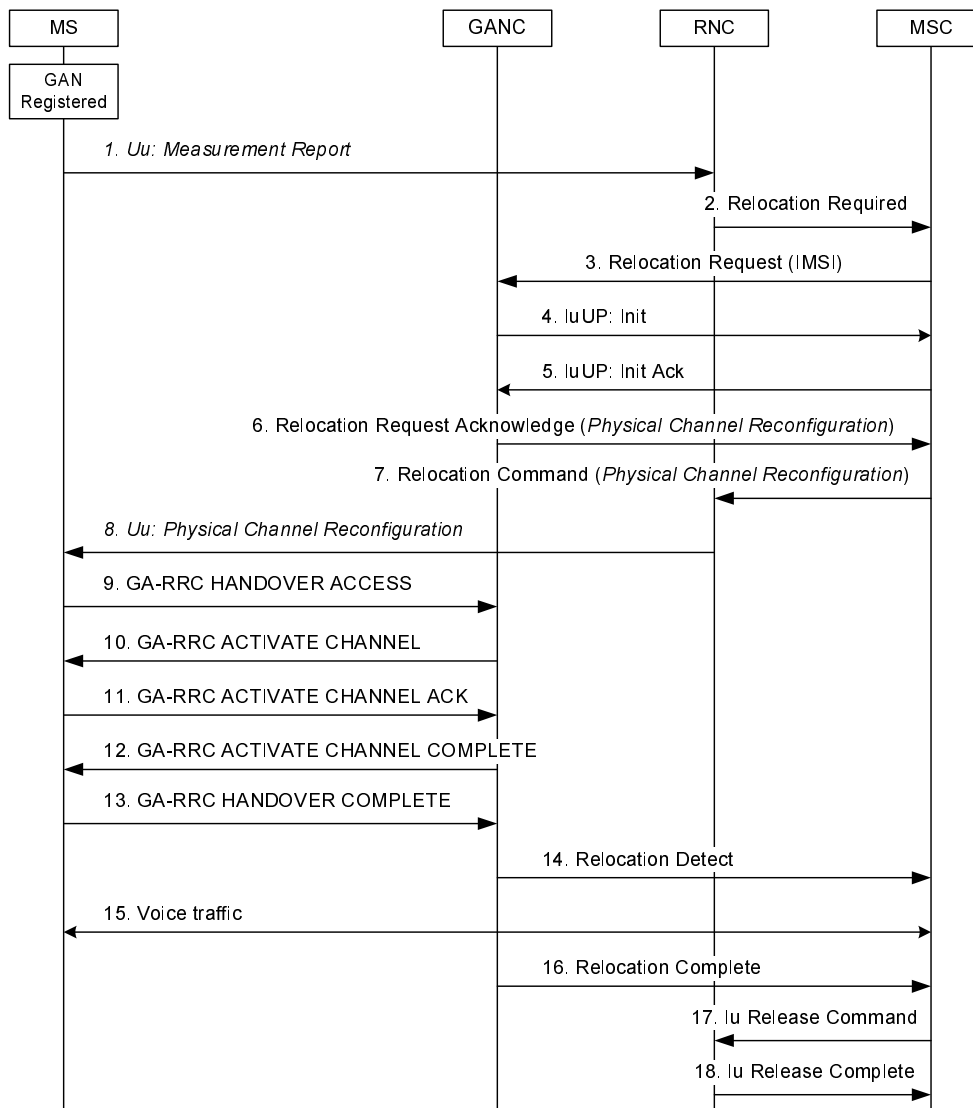 MS
GANC
RNC
MSC
GAN
Registered
1. Uu: Measurement Report
2. Relocation Required
3. Relocation Request (IMSI)
4. IuUP: Init
5. IuUP: Init Ack
6. Relocation Request Acknowledge (Physical Channel Reconfiguration)
7. Relocation Command (Physical Channel Reconfiguration)
8. Uu: Physical Channel Reconfiguration
9. GA-RRC HANDOVER ACCESS
10. GA-RRC ACTIVATE CHANNEL
11. GA-RRC ACTIVATE CHANNEL ACK
12. GA-RRC ACTIVATE CHANNEL COMPLETE
13. GA-RRC HANDOVER COMPLETE
14. Relocation Detect
15. Voice traffic
16. Relocation Complete
17. Iu Release Command
18. Iu Release Complete